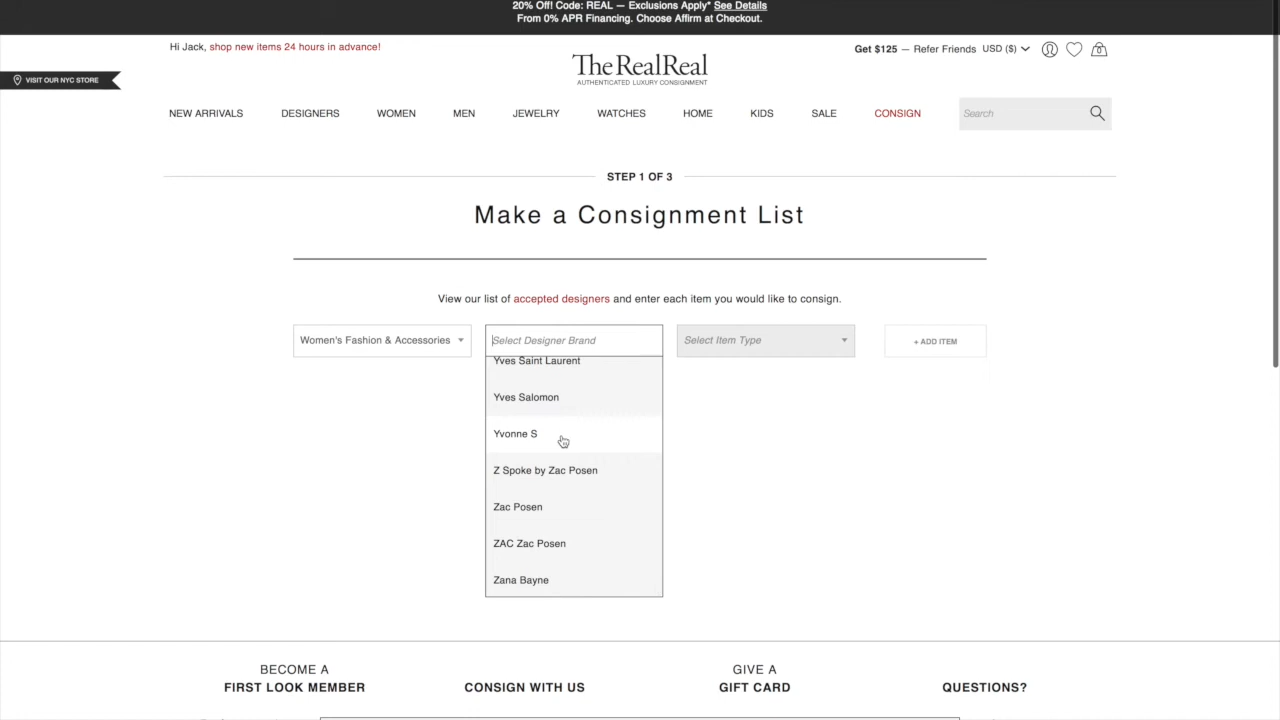 20% Off! Code: REAL — Exclusions Apply* See Details
From 0% APR Financing. Choose Affirm at Checkout.
Hi Jack, shop new items 24 hours in advance!
Get $125 — Refer Friends USD ($)
VISIT OUR NYC STORE
The RealReal
AUTHENTICATED LUXURY CONSIGNMENT
NEW ARRIVALS DESIGNERS WOMEN MEN JEWELRY WATCHES HOME KIDS SALE CONSIGN Search
STEP 1 OF 3
Make a Consignment List
View our list of accepted designers and enter each item you would like to consign.
Women's Fashion & Accessories Select Designer Brand Select Item Type + ADD ITEM
Yves Saint Laurent
Yves Salomon
Yvonne S
Z Spoke by Zac Posen
Zac Posen
ZAC Zac Posen
Zana Bayne
BECOME A
FIRST LOOK MEMBER
CONSIGN WITH US
GIVE A
GIFT CARD
QUESTIONS?